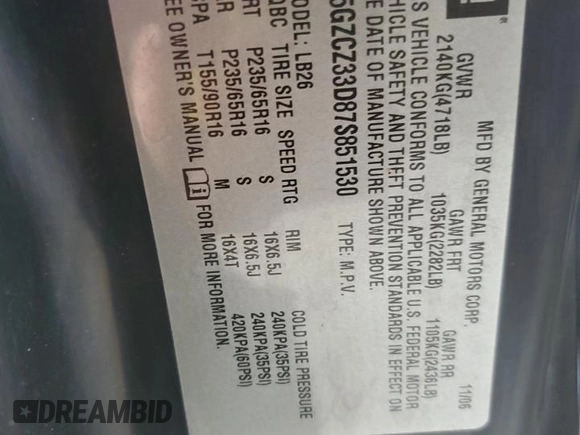 MFD BY GENERAL MOTORS CORP. 11/06
GVWR GAWR FRT GAWR RR
2140KG(4718LB) 1035KG(2282LB) 1105KG(2436LB)
S VEHICLE CONFORMS TO ALL APPLICABLE U.S. FEDERAL MOTOR
HICLE SAFETY AND THEFT PREVENTION STANDARDS IN EFFECT ON
E DATE OF MANUFACTURE SHOWN ABOVE.
5GZCZ33D87S851530 TYPE: M.P.V.
MODEL: LB26
QBC TIRE SIZE SPEED RTG RIM COLD TIRE PRESSURE
RT P235/65R16 S 16X6.5J 240KPA(35PSI)
R P235/65R16 S 16X6.5J 240KPA(35PSI)
PA T155/90R16 M 16X4T 420KPA(60PSI)
EE OWNER'S MANUAL FOR MORE INFORMATION.
DREAMBID